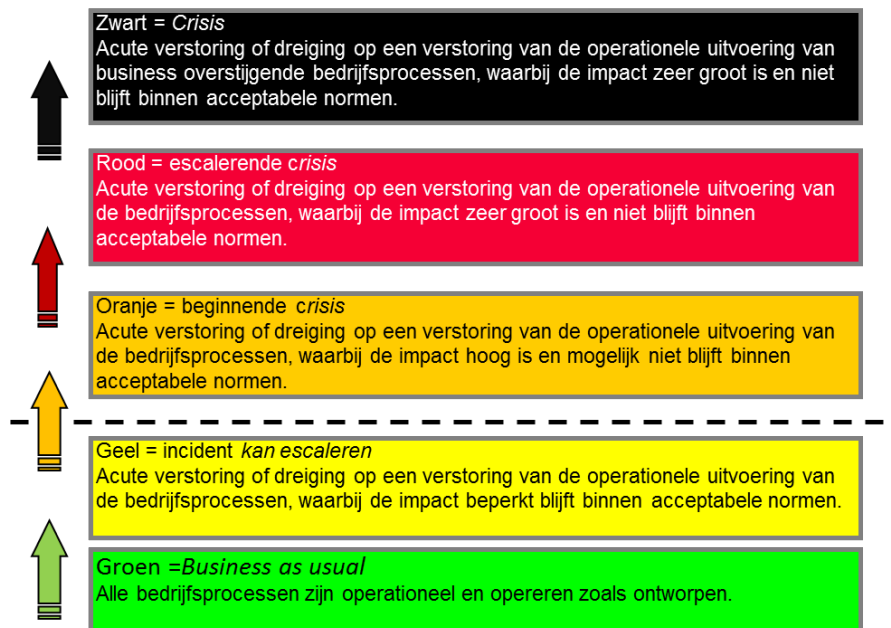 Zwart = Crisis
Acute verstoring of dreiging op een verstoring van de operationele uitvoering van
business overstijgende bedrijfsprocessen, waarbij de impact zeer groot is en niet
blijft binnen acceptabele normen.
Rood = escalerende crisis
Acute verstoring of dreiging op een verstoring van de operationele uitvoering van
de bedrijfsprocessen, waarbij de impact zeer groot is en niet blijft binnen
acceptabele normen.
Oranje = beginnende crisis
Acute verstoring of dreiging op een verstoring van de operationele uitvoering van
de bedrijfsprocessen, waarbij de impact hoog is en mogelijk niet blijft binnen
acceptabele normen.
Geel = incident kan escaleren
Acute verstoring of dreiging op een verstoring van de operationele uitvoering van
de bedrijfsprocessen, waarbij de impact beperkt blijft binnen acceptabele normen.
Groen =Business as usual
Alle bedrijfsprocessen zijn operationeel en opereren zoals ontworpen.